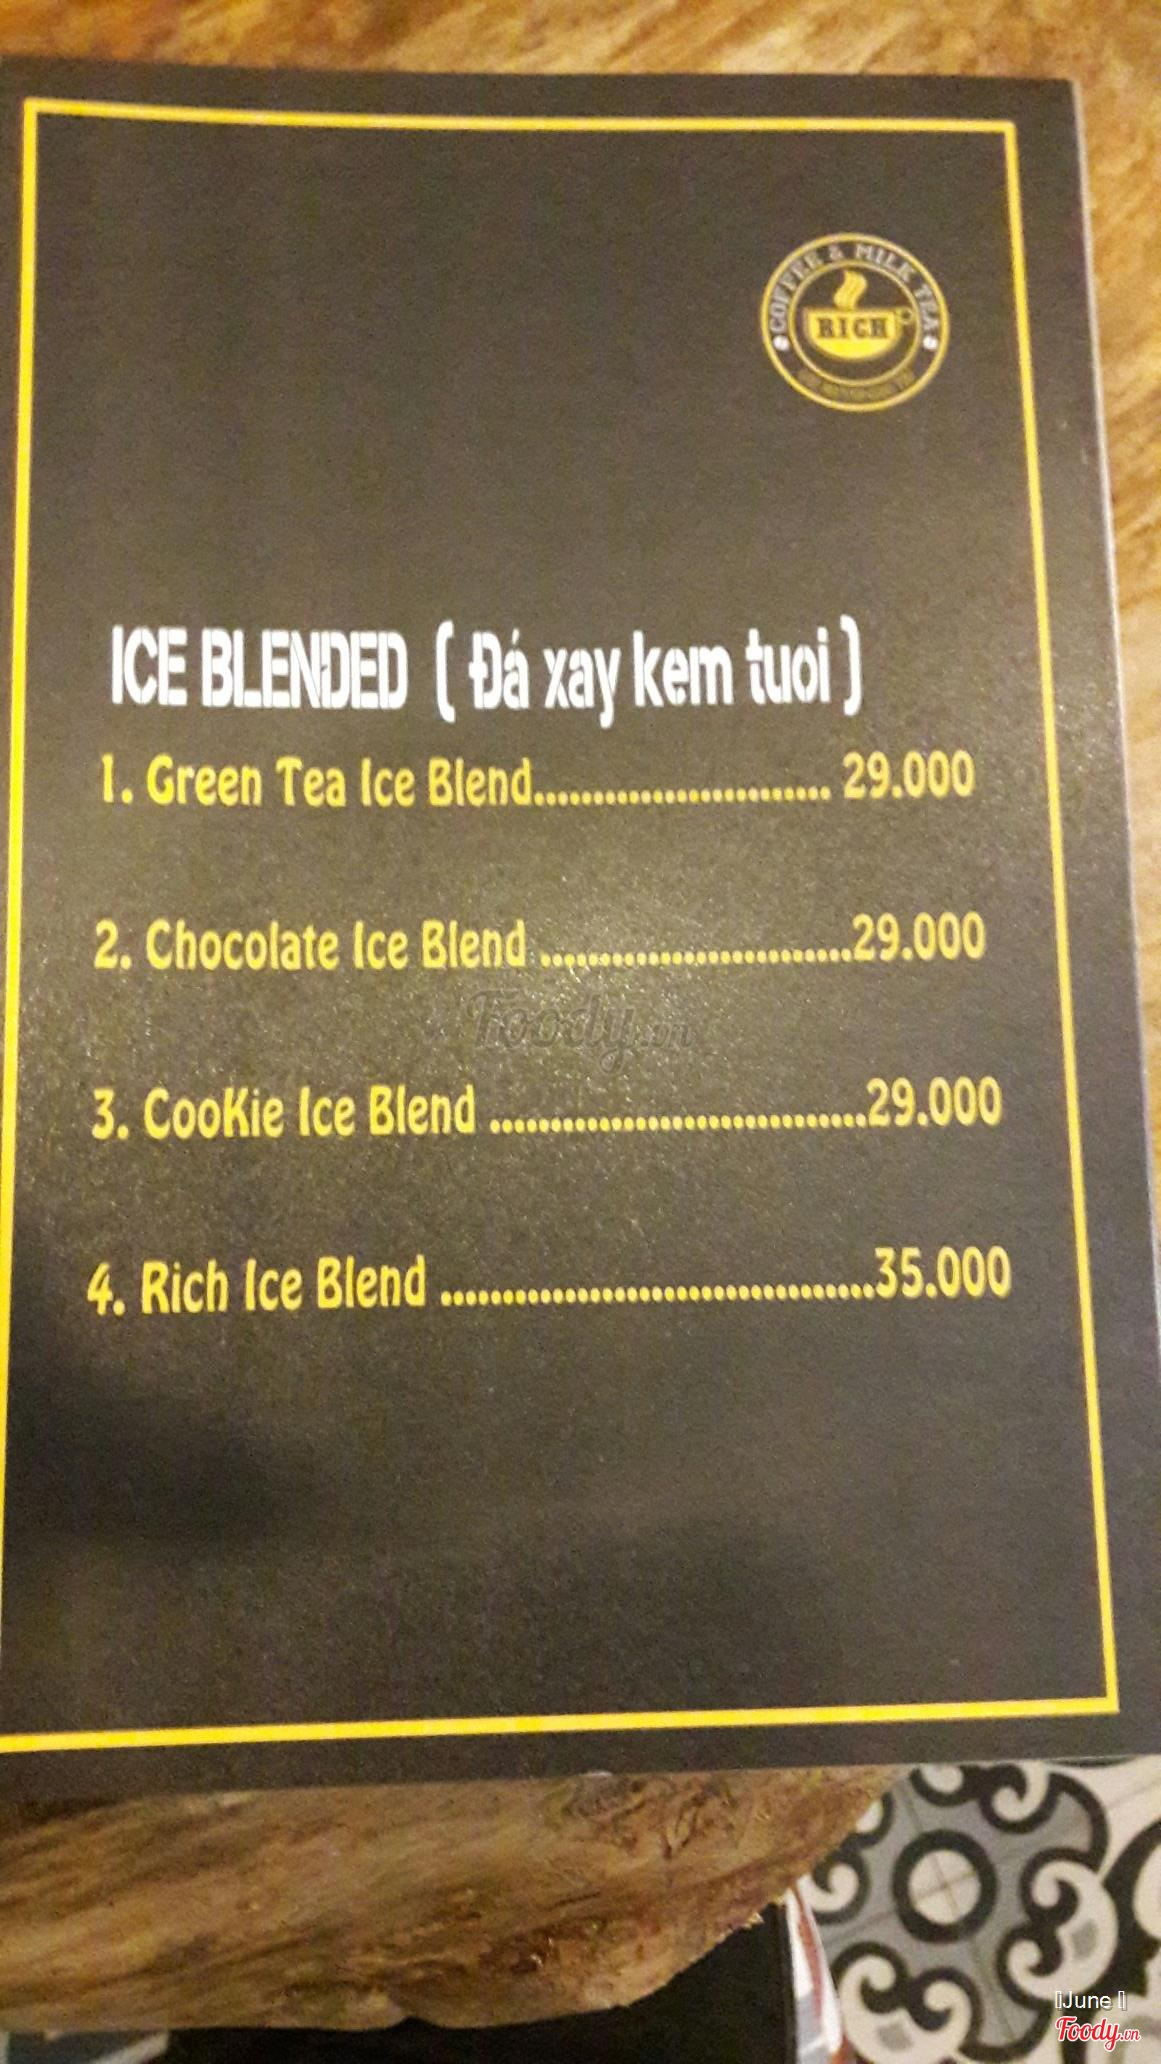 COFFEE & MILK TEA
RICH
ICE BLENDED ( Đá xay kem tuoi )
1. Green Tea Ice Blend......................... 29.000
2. Chocolate Ice Blend ..........................29.000
Foody.vn
3. CooKie Ice Blend ...............................29.000
4. Rich Ice Blend ....................................35.000
June
Foody.vn